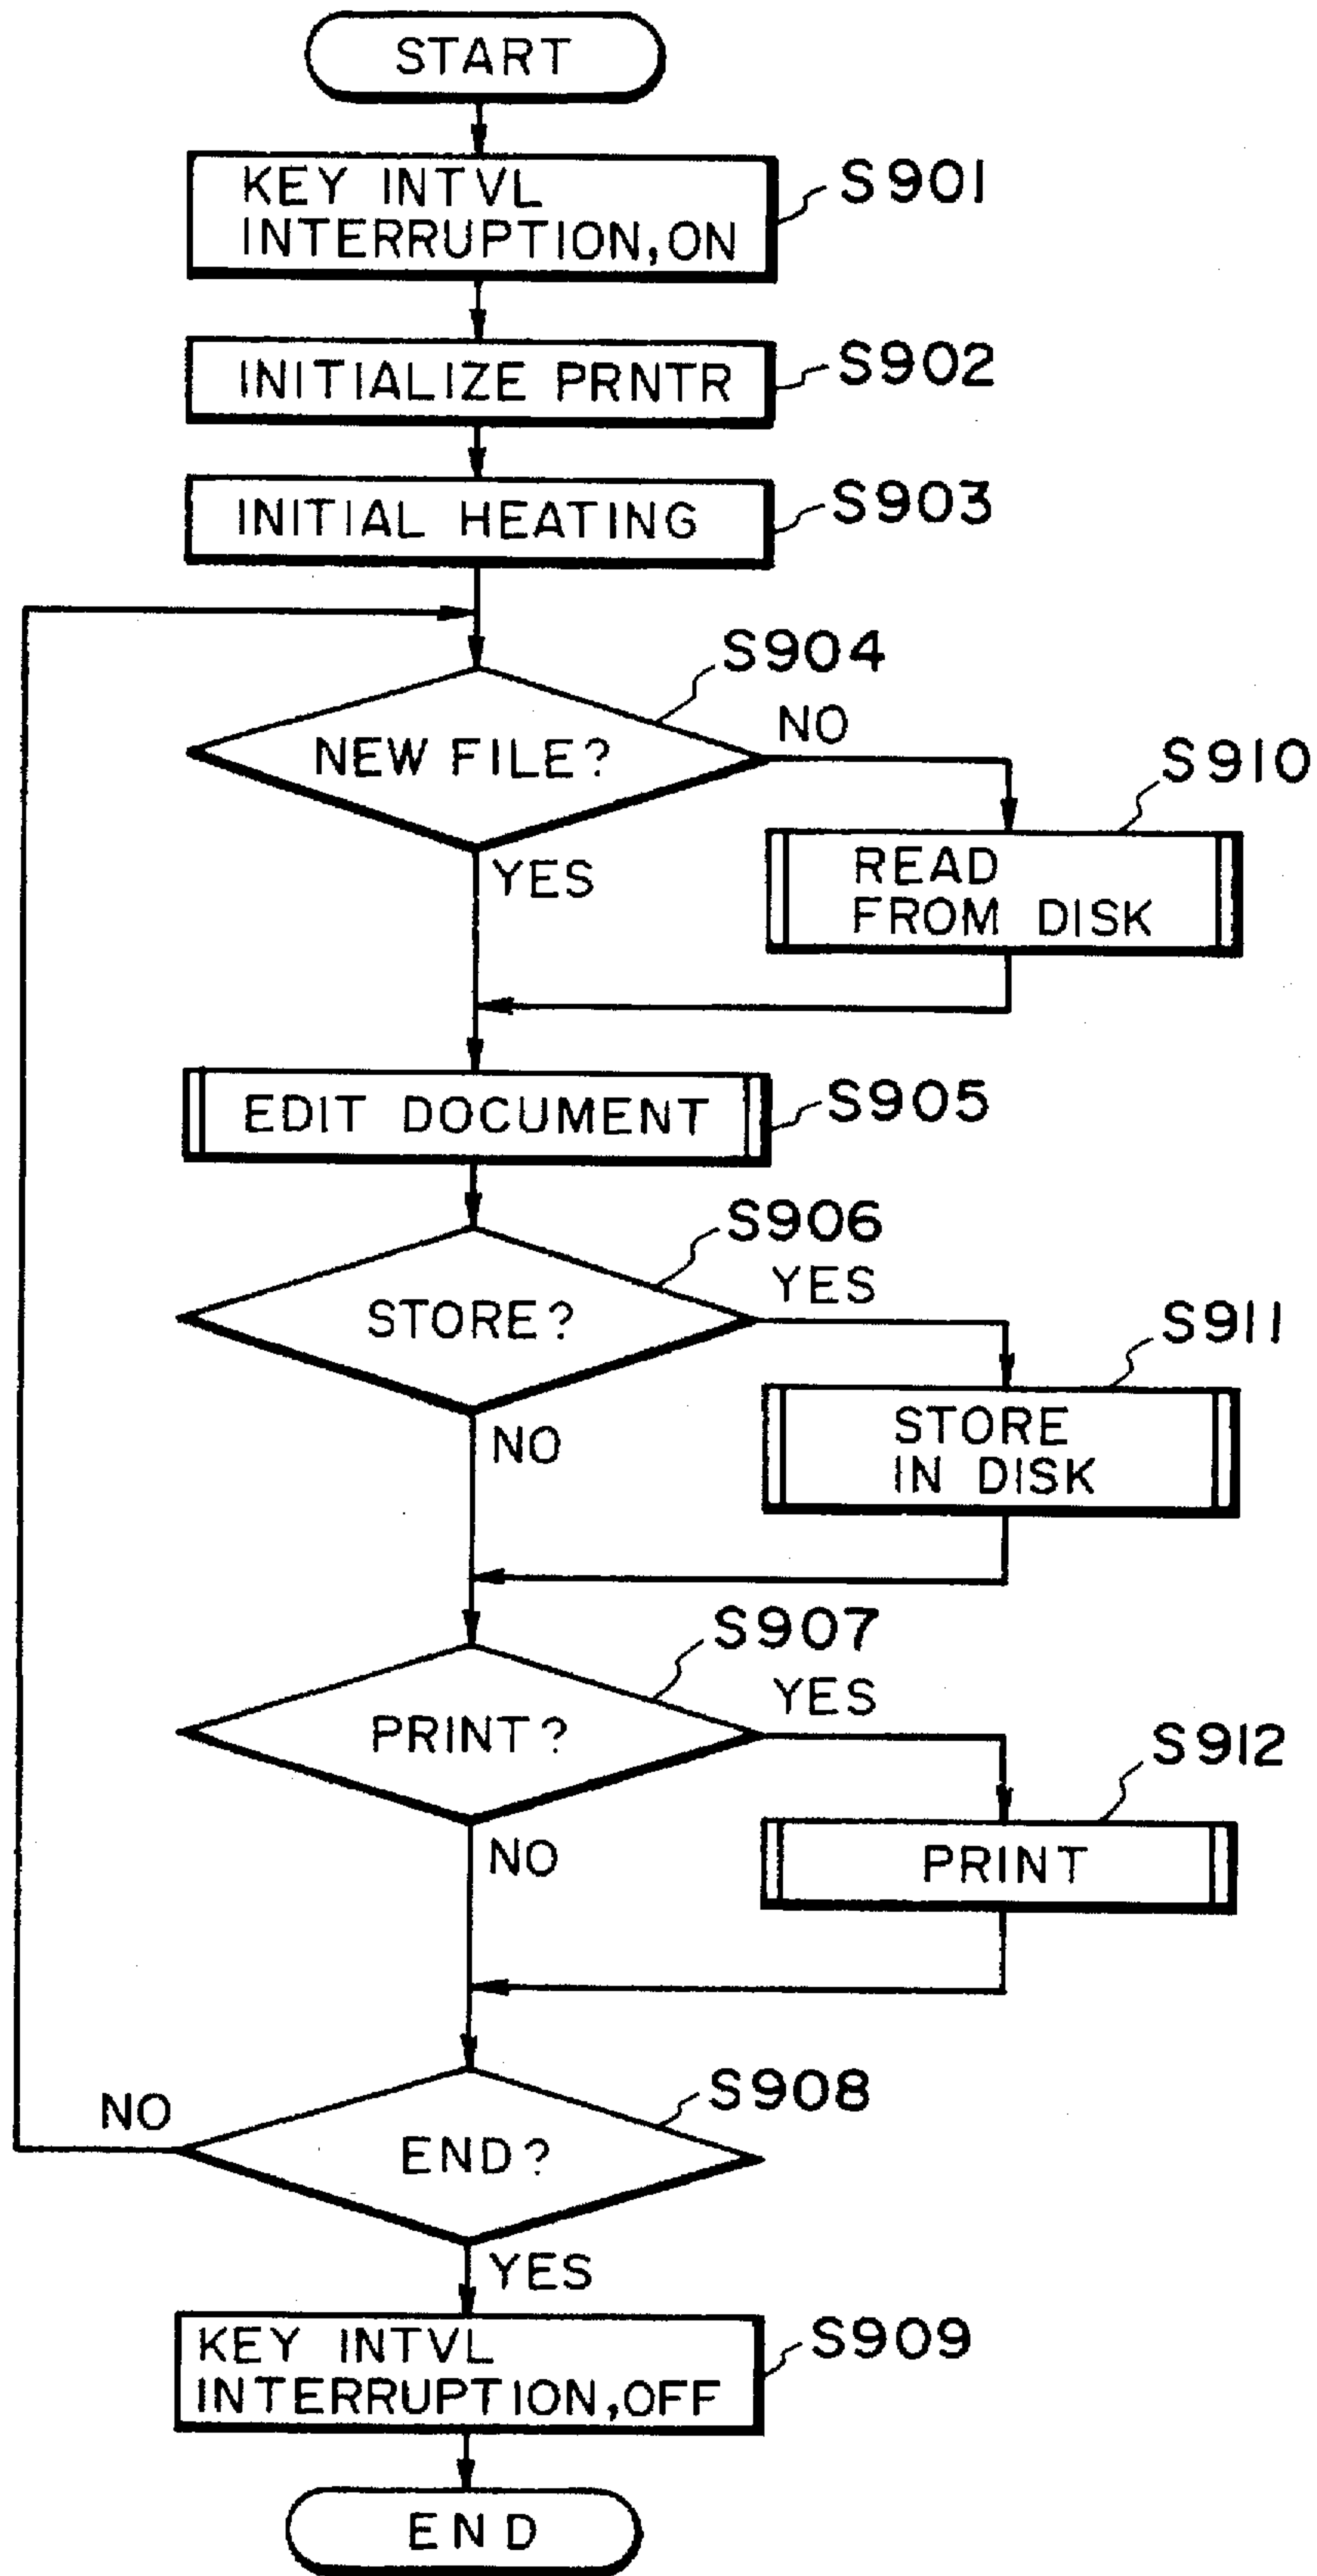 START
KEY INTVL
INTERRUPTION,ON
S901
INITIALIZE PRNTR
S902
INITIAL HEATING
S903
S904
NEW FILE?
NO
S910
YES
READ
FROM DISK
EDIT DOCUMENT
S905
S906
STORE?
YES
S911
NO
STORE
IN DISK
S907
PRINT?
YES
S912
NO
PRINT
S908
NO
END?
YES
KEY INTVL
INTERRUPTION,OFF
S909
END